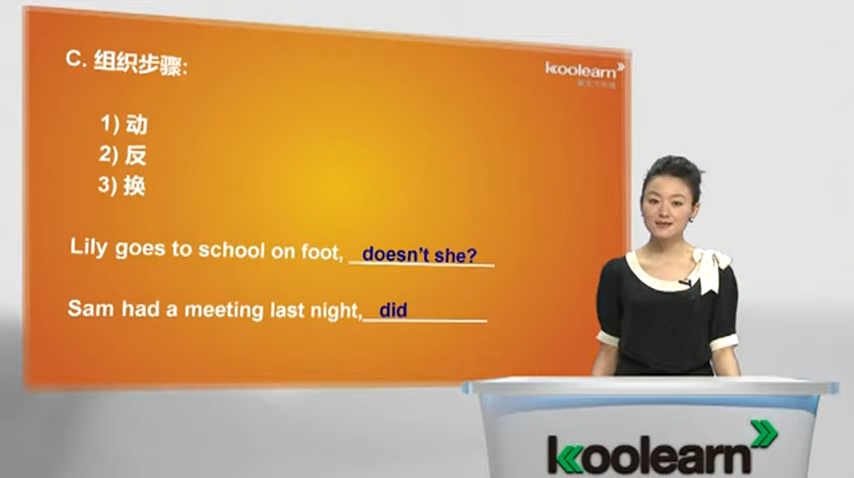 C. 组织步骤:
koolearn
1) 动
2) 反
3) 换
Lily goes to school on foot, doesn't she?
Sam had a meeting last night, did
koolearn